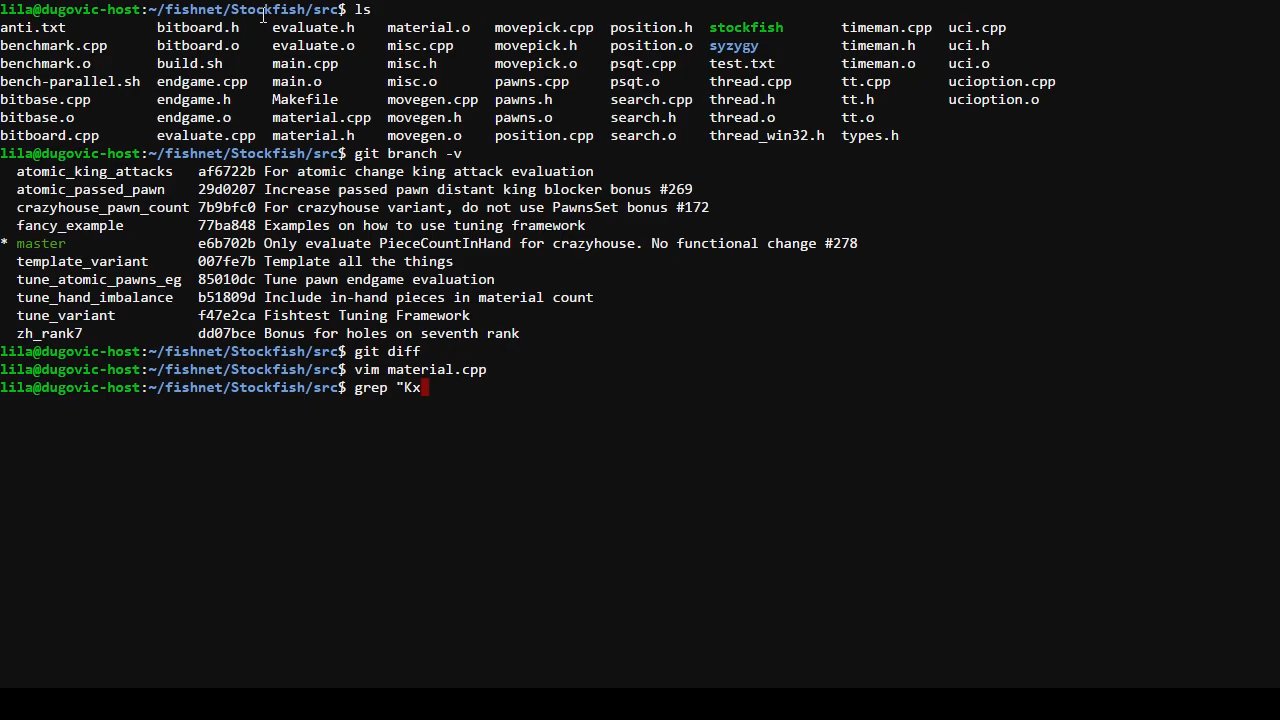 lila@dugovic-host:~/fishnet/Stockfish/src$ ls
anti.txt bitboard.h evaluate.h material.o movepick.cpp position.h stockfish timeman.cpp uci.cpp
benchmark.cpp bitboard.o evaluate.o misc.cpp movepick.h position.o syzygy timeman.h uci.h
benchmark.o build.sh main.cpp misc.h movepick.o psqt.cpp test.txt timeman.o uci.o
bench-parallel.sh endgame.cpp main.o misc.o pawns.cpp psqt.o thread.cpp tt.cpp ucioption.cpp
bitbase.cpp endgame.h Makefile movegen.cpp pawns.h search.cpp thread.h tt.h ucioption.o
bitbase.o endgame.o material.cpp movegen.h pawns.o search.h thread.o tt.o
bitboard.cpp evaluate.cpp material.h movegen.o position.cpp search.o thread_win32.h types.h
lila@dugovic-host:~/fishnet/Stockfish/src$ git branch -v
atomic_king_attacks af6722b For atomic change king attack evaluation
atomic_passed_pawn 29d0207 Increase passed pawn distant king blocker bonus #269
crazyhouse_pawn_count 7b9bfc0 For crazyhouse variant, do not use PawnsSet bonus #172
fancy_example 77ba848 Examples on how to use tuning framework
* master e6b702b Only evaluate PieceCountInHand for crazyhouse. No functional change #278
template_variant 007fe7b Template all the things
tune_atomic_pawns_eg 85010dc Tune pawn endgame evaluation
tune_hand_imbalance b51809d Include in-hand pieces in material count
tune_variant f47e2ca Fishtest Tuning Framework
zh_rank7 dd07bce Bonus for holes on seventh rank
lila@dugovic-host:~/fishnet/Stockfish/src$ git diff
lila@dugovic-host:~/fishnet/Stockfish/src$ vim material.cpp
lila@dugovic-host:~/fishnet/Stockfish/src$ grep "Kx